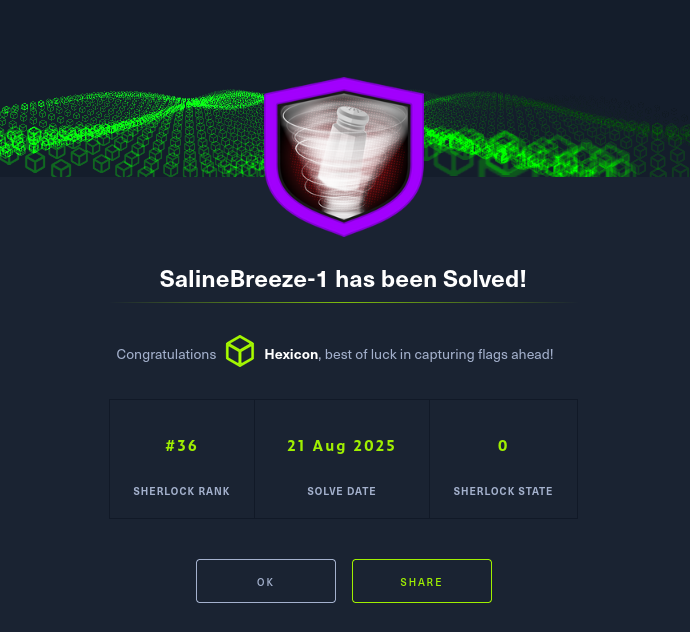 SalineBreeze-1 has been Solved!
Congratulations Hexicon, best of luck in capturing flags ahead!
#36 21 Aug 2025 0
SHERLOCK RANK SOLVE DATE SHERLOCK STATE
OK SHARE